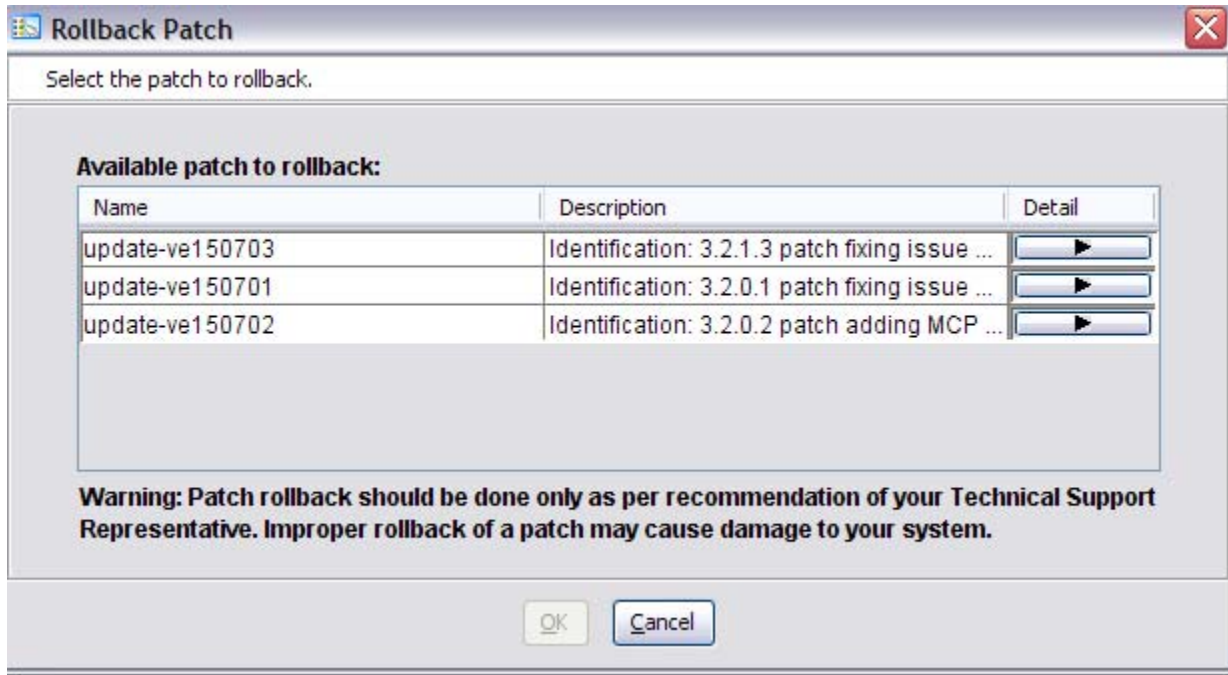 Rollback Patch
Select the patch to rollback.
Available patch to rollback:
Name Description Detail
update-ve150703 Identification: 3.2.1.3 patch fixing issue ...
update-ve150701 Identification: 3.2.0.1 patch fixing issue ...
update-ve150702 Identification: 3.2.0.2 patch adding MCP ...
Warning: Patch rollback should be done only as per recommendation of your Technical Support
Representative. Improper rollback of a patch may cause damage to your system.
OK Cancel